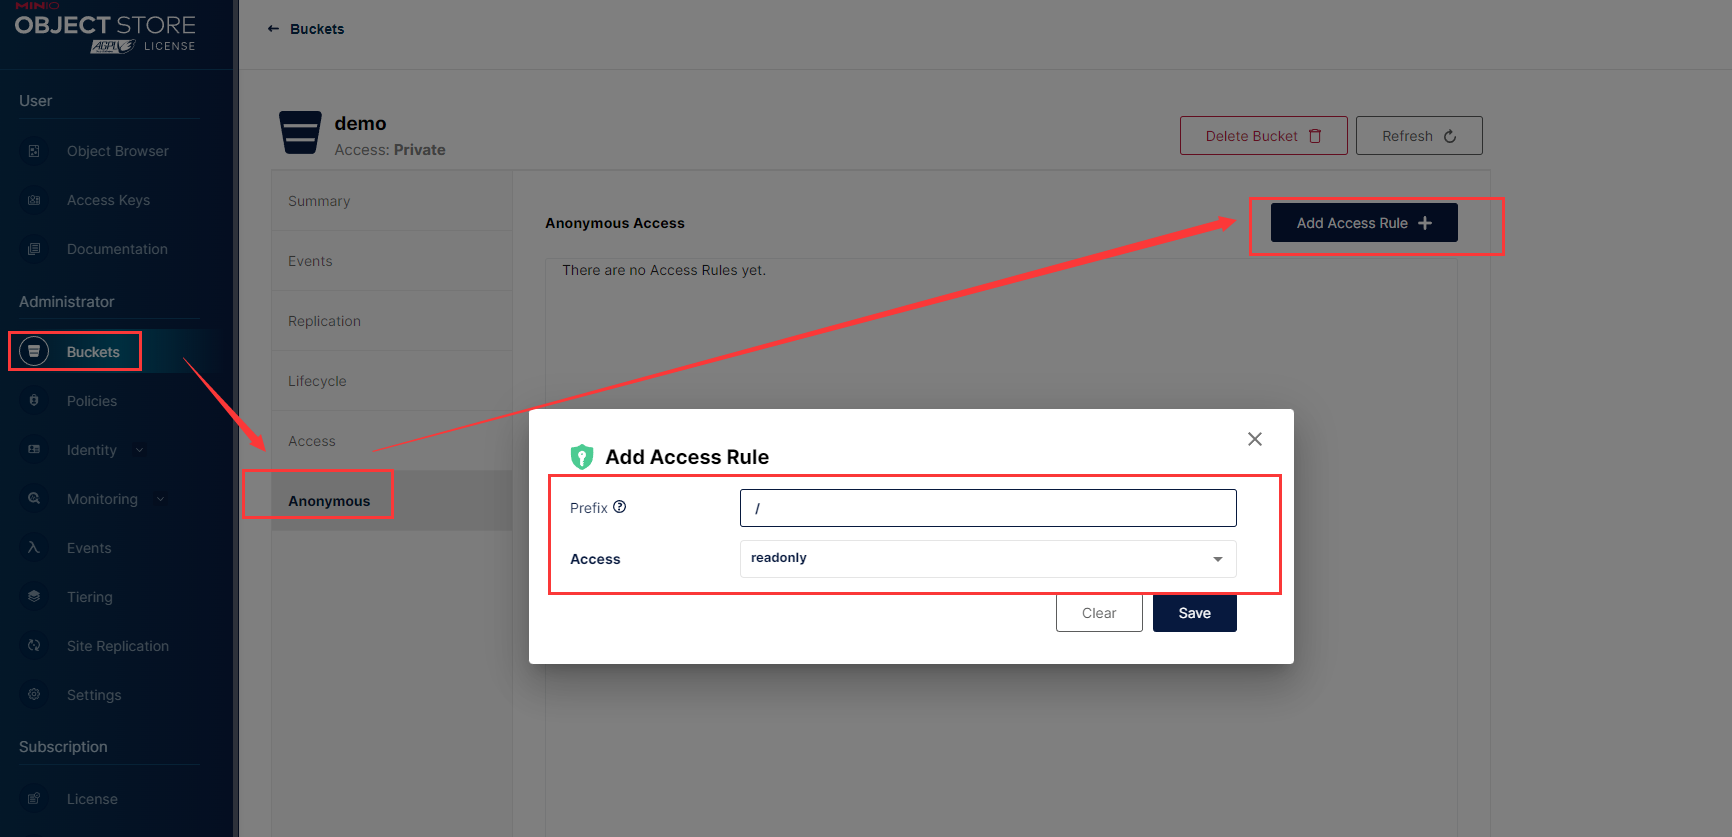 MINIO
OBJECT STORE
AGPLv3 LICENSE
User
Object Browser
Access Keys
Documentation
Administrator
Buckets
Policies
Identity
Monitoring
Events
Tiering
Site Replication
Settings
Subscription
License
← Buckets
demo
Access: Private
Delete Bucket
Refresh
Summary
Events
Replication
Lifecycle
Access
Anonymous
Anonymous Access
Add Access Rule +
There are no Access Rules yet.
Add Access Rule
Prefix
/
Access
readonly
Clear
Save